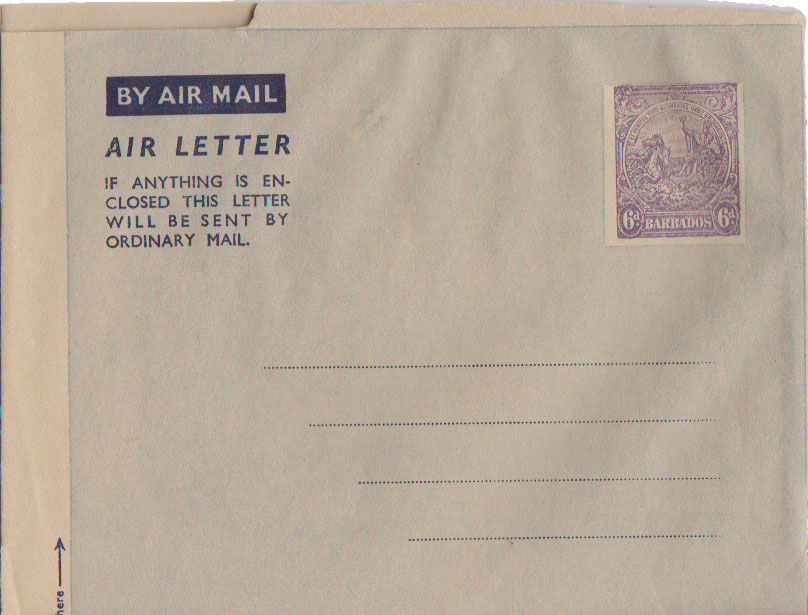 BY AIR MAIL
AIR LETTER
IF ANYTHING IS EN-
CLOSED THIS LETTER
WILL BE SENT BY
ORDINARY MAIL.
6d. BARBADOS 6d.
here